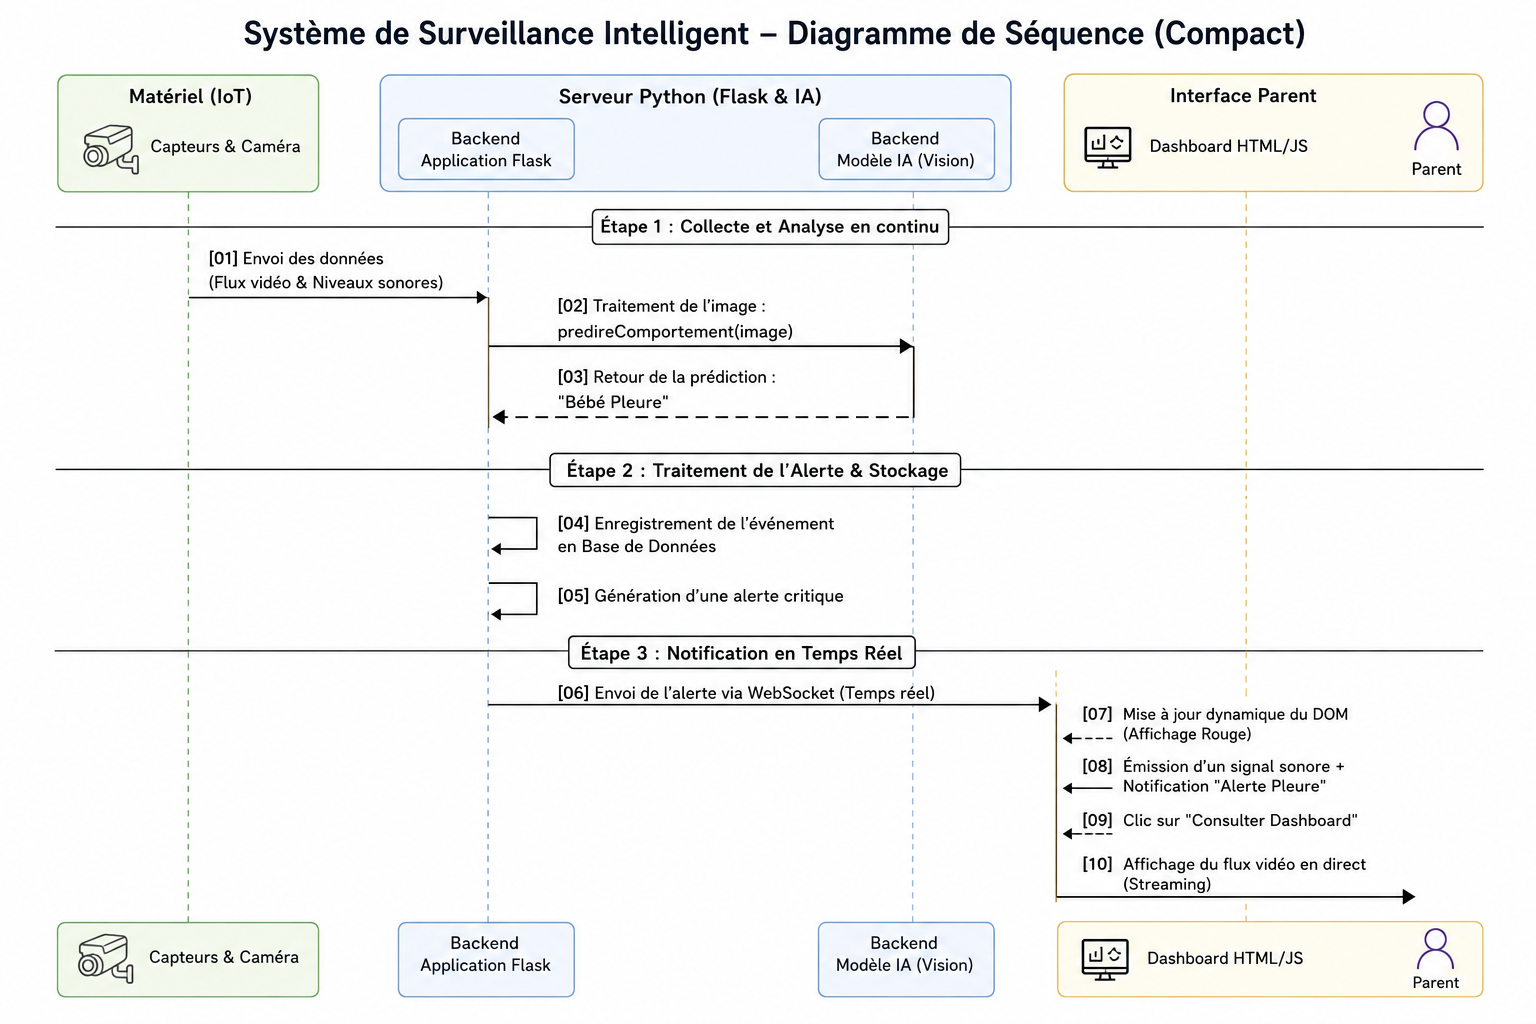 Système de Surveillance Intelligent – Diagramme de Séquence (Compact)
Matériel (IoT)
Capteurs & Caméra
Serveur Python (Flask & IA)
Backend
Application Flask
Backend
Modèle IA (Vision)
Interface Parent
Dashboard HTML/JS
Parent
Étape 1 : Collecte et Analyse en continu
[01] Envoi des données
(Flux vidéo & Niveaux sonores)
[02] Traitement de l'image :
predireComportement(image)
[03] Retour de la prédiction :
"Bébé Pleure"
Étape 2 : Traitement de l'Alerte & Stockage
[04] Enregistrement de l'événement
en Base de Données
[05] Génération d'une alerte critique
Étape 3 : Notification en Temps Réel
[06] Envoi de l'alerte via WebSocket (Temps réel)
[07] Mise à jour dynamique du DOM
(Affichage Rouge)
[08] Émission d'un signal sonore +
Notification "Alerte Pleure"
[09] Clic sur "Consulter Dashboard"
[10] Affichage du flux vidéo en direct
(Streaming)
Capteurs & Caméra
Backend
Application Flask
Backend
Modèle IA (Vision)
Dashboard HTML/JS
Parent